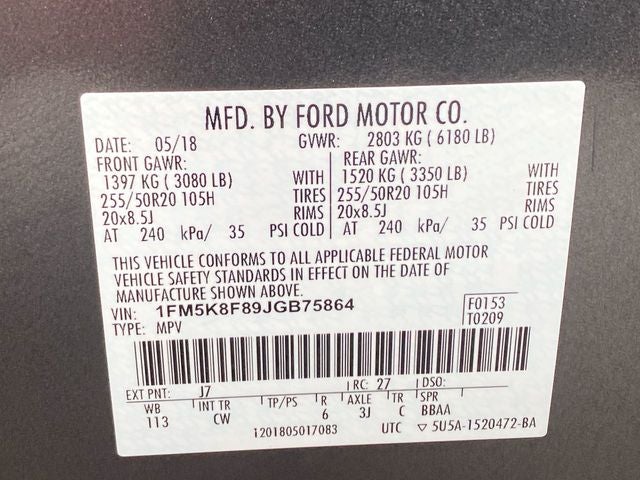 MFD. BY FORD MOTOR CO.
DATE: 05/18 GVWR: 2803 KG ( 6180 LB)
FRONT GAWR: REAR GAWR:
1397 KG ( 3080 LB) WITH 1520 KG ( 3350 LB) WITH
255/50R20 105H TIRES 255/50R20 105H TIRES
20x8.5J RIMS 20x8.5J RIMS
AT 240 kPa/ 35 PSI COLD AT 240 kPa/ 35 PSI COLD
THIS VEHICLE CONFORMS TO ALL APPLICABLE FEDERAL MOTOR
VEHICLE SAFETY STANDARDS IN EFFECT ON THE DATE OF
MANUFACTURE SHOWN ABOVE.
VIN: 1FM5K8F89JGB75864 F0153
TYPE: MPV T0209
EXT PNT: J7 RC: 27 DSO:
WB INT TR TP/PS R AXLE TR SPR
113 CW 6 3J C BBAA
1201805017083 UTC ▽ 5U5A-1520472-BA